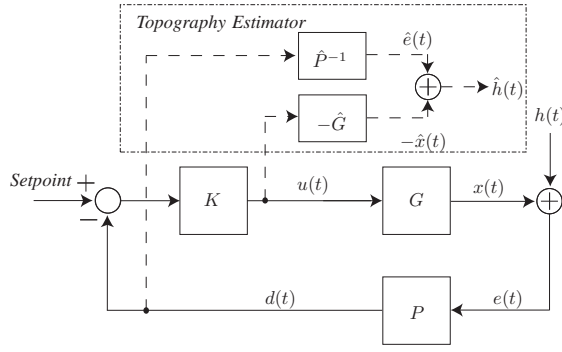 Topography Estimator
P̂⁻¹
ê(t)
ĥ(t)
−Ĝ
−x̂(t)
h(t)
Setpoint +
−
K
u(t)
G
x(t)
+
+
d(t)
P
e(t)